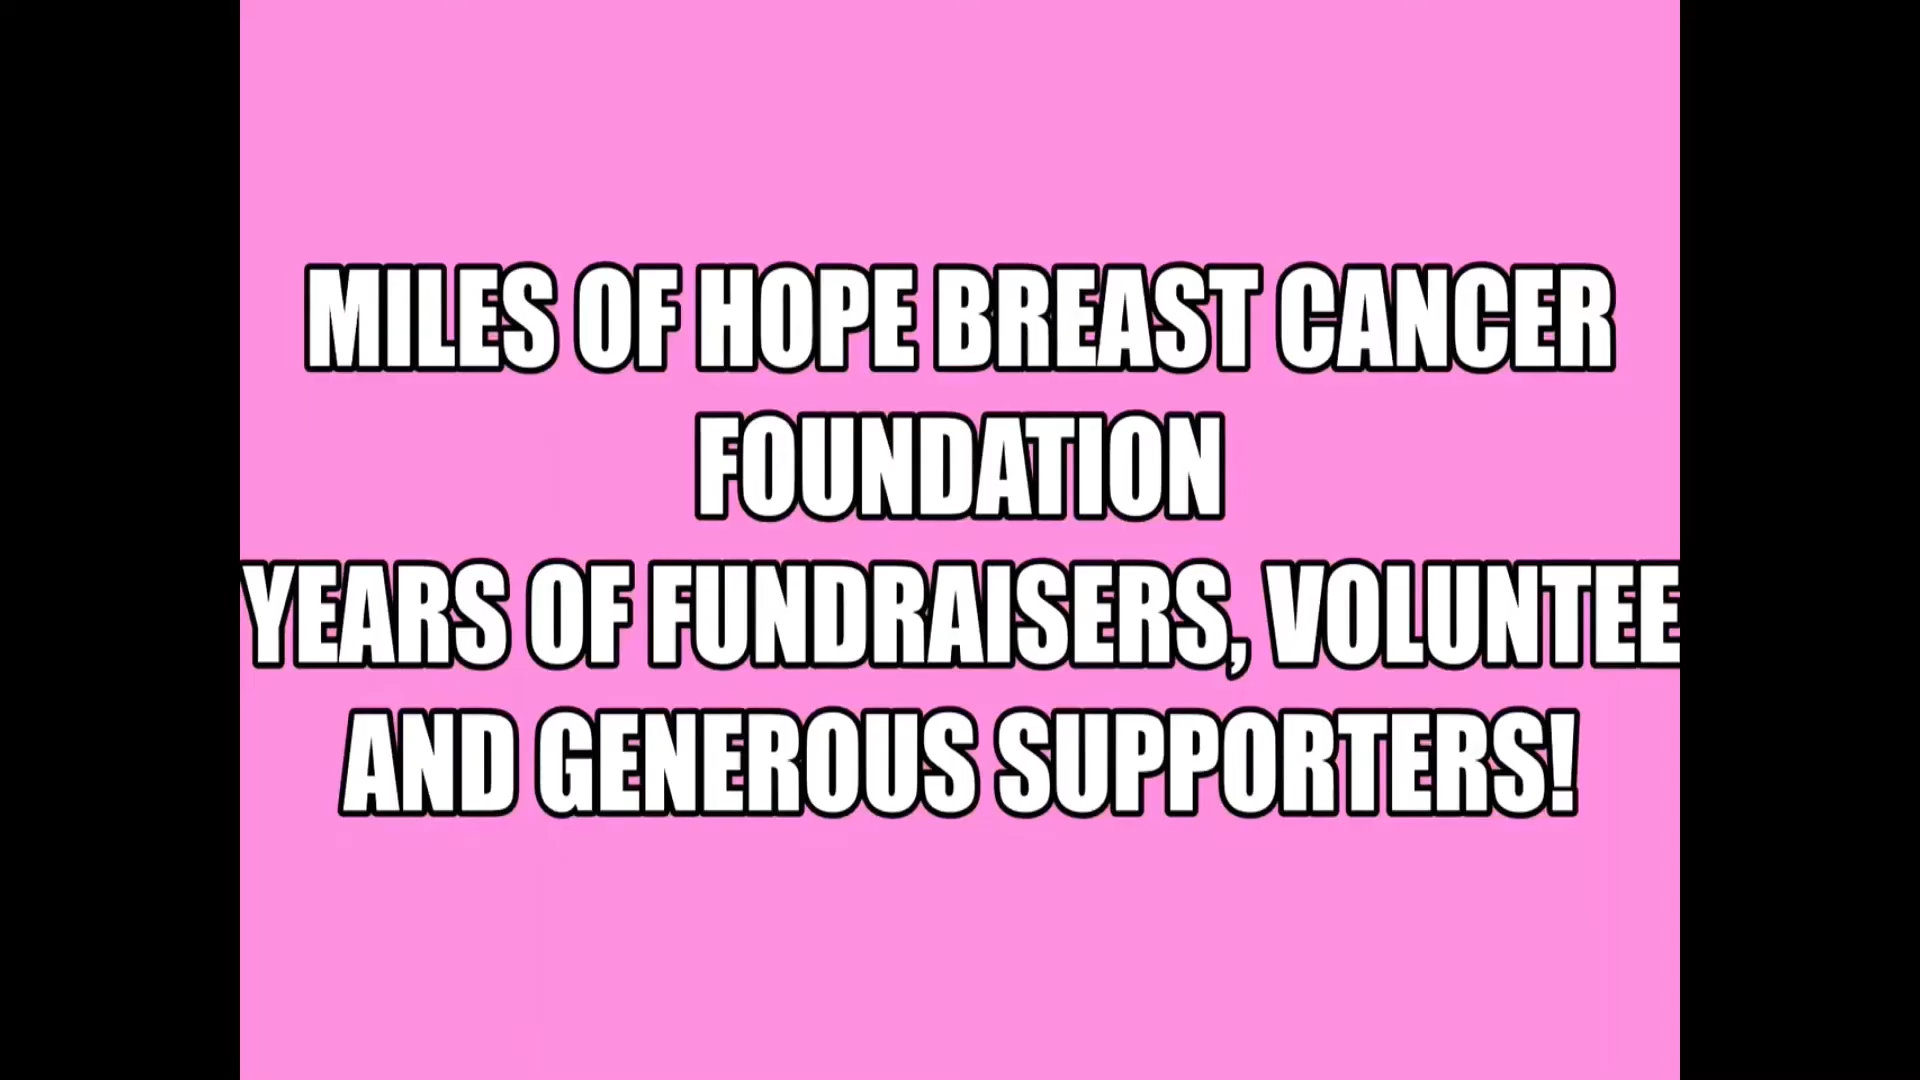 MILES OF HOPE BREAST CANCER
FOUNDATION
YEARS OF FUNDRAISERS, VOLUNTEE
AND GENEROUS SUPPORTERS!